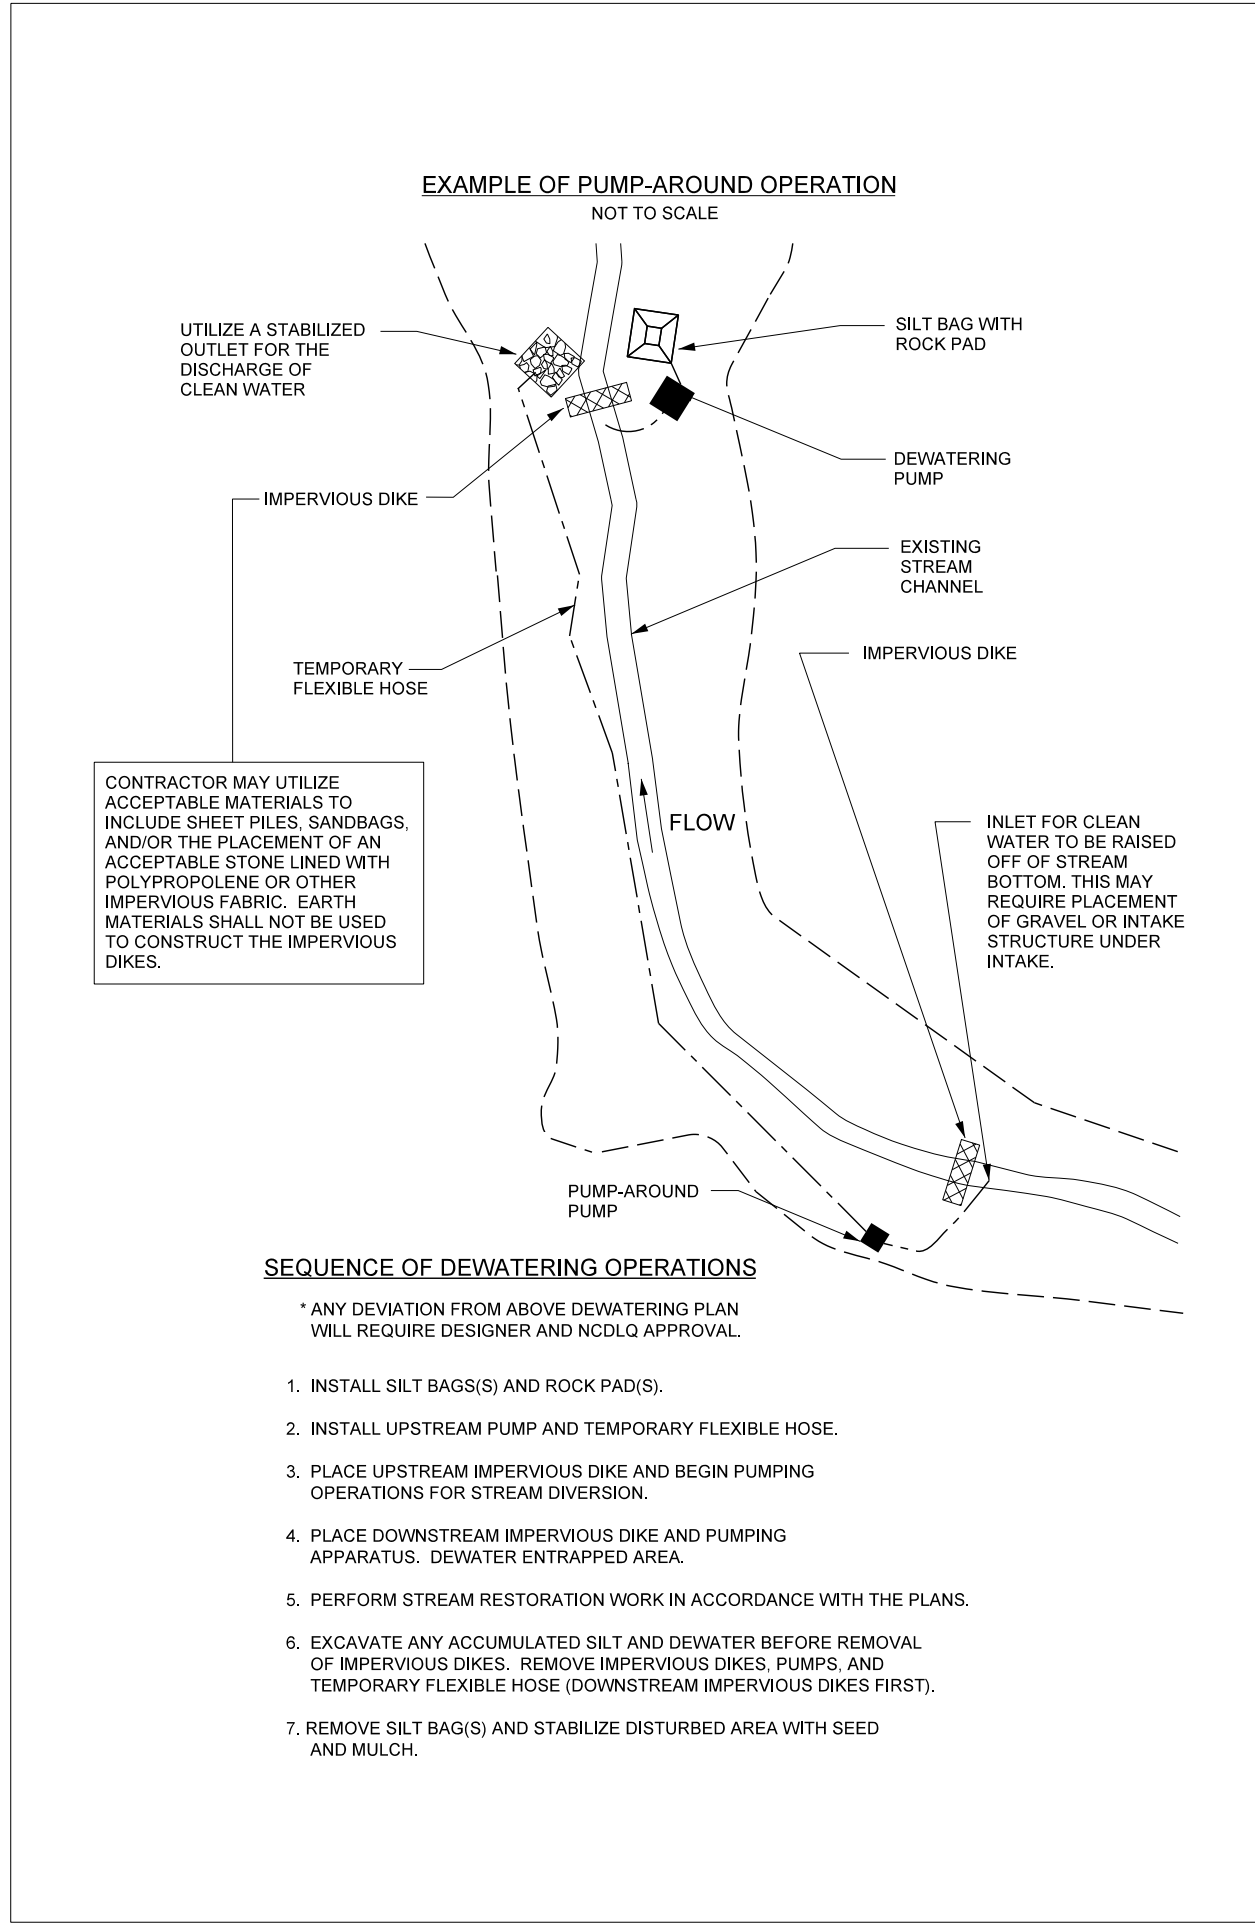 EXAMPLE OF PUMP-AROUND OPERATION
NOT TO SCALE
UTILIZE A STABILIZED
OUTLET FOR THE
DISCHARGE OF
CLEAN WATER
SILT BAG WITH
ROCK PAD
DEWATERING
PUMP
IMPERVIOUS DIKE
EXISTING
STREAM
CHANNEL
IMPERVIOUS DIKE
TEMPORARY
FLEXIBLE HOSE
CONTRACTOR MAY UTILIZE
ACCEPTABLE MATERIALS TO
INCLUDE SHEET PILES, SANDBAGS,
AND/OR THE PLACEMENT OF AN
ACCEPTABLE STONE LINED WITH
POLYPROPOLENE OR OTHER
IMPERVIOUS FABRIC. EARTH
MATERIALS SHALL NOT BE USED
TO CONSTRUCT THE IMPERVIOUS
DIKES.
FLOW
INLET FOR CLEAN
WATER TO BE RAISED
OFF OF STREAM
BOTTOM. THIS MAY
REQUIRE PLACEMENT
OF GRAVEL OR INTAKE
STRUCTURE UNDER
INTAKE.
PUMP-AROUND
PUMP
SEQUENCE OF DEWATERING OPERATIONS
* ANY DEVIATION FROM ABOVE DEWATERING PLAN
WILL REQUIRE DESIGNER AND NCDLQ APPROVAL.
1. INSTALL SILT BAGS(S) AND ROCK PAD(S).
2. INSTALL UPSTREAM PUMP AND TEMPORARY FLEXIBLE HOSE.
3. PLACE UPSTREAM IMPERVIOUS DIKE AND BEGIN PUMPING
OPERATIONS FOR STREAM DIVERSION.
4. PLACE DOWNSTREAM IMPERVIOUS DIKE AND PUMPING
APPARATUS. DEWATER ENTRAPPED AREA.
5. PERFORM STREAM RESTORATION WORK IN ACCORDANCE WITH THE PLANS.
6. EXCAVATE ANY ACCUMULATED SILT AND DEWATER BEFORE REMOVAL
OF IMPERVIOUS DIKES. REMOVE IMPERVIOUS DIKES, PUMPS, AND
TEMPORARY FLEXIBLE HOSE (DOWNSTREAM IMPERVIOUS DIKES FIRST).
7. REMOVE SILT BAG(S) AND STABILIZE DISTURBED AREA WITH SEED
AND MULCH.